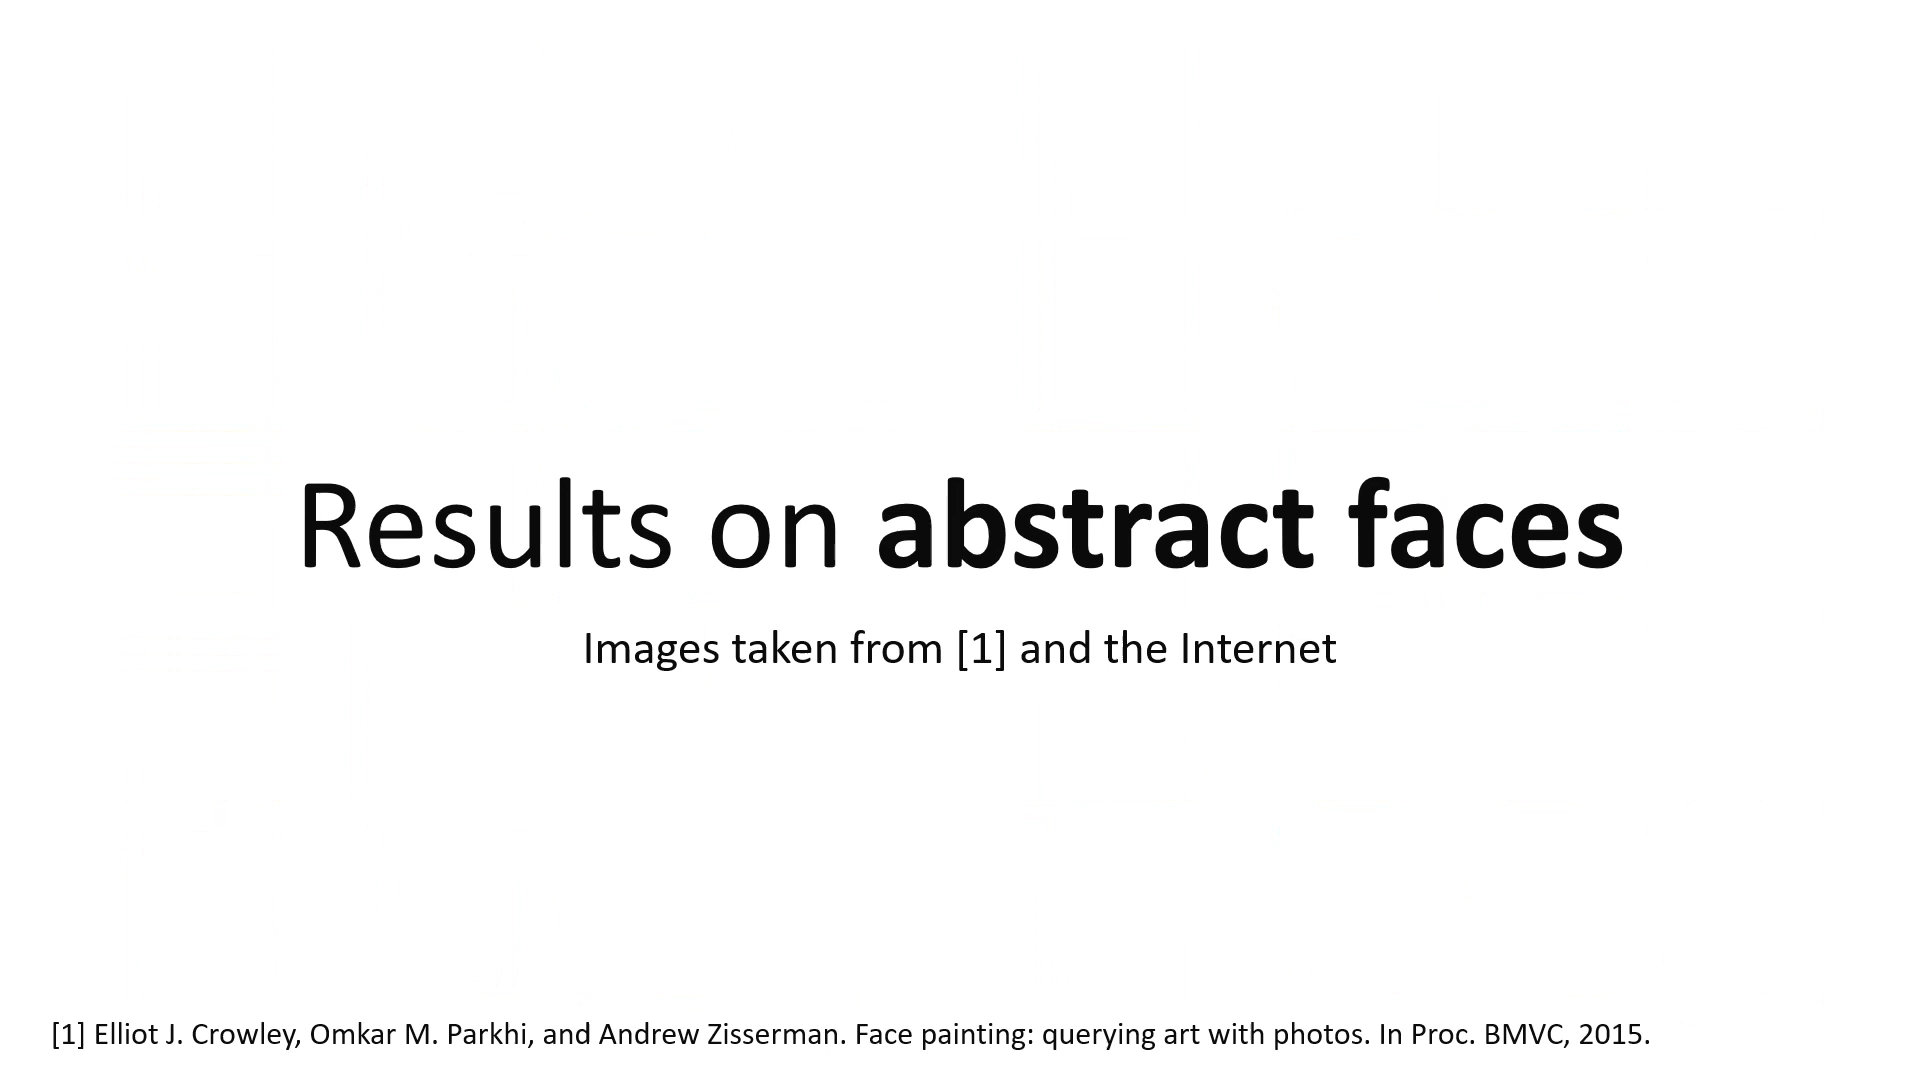 Results on abstract faces
Images taken from [1] and the Internet
[1] Elliot J. Crowley, Omkar M. Parkhi, and Andrew Zisserman. Face painting: querying art with photos. In Proc. BMVC, 2015.